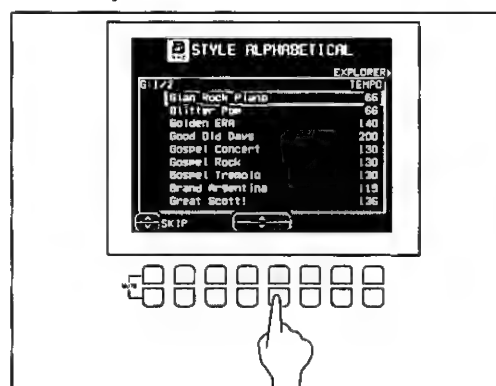 STYLE ALPHABETICAL
EXPLORER
G:1/2 TEMPO
Glan Rock Piano 66
Glitter Pop 66
Golden ERA 140
Good Old Days 200
Gospel Concert 130
Gospel Rock 130
Gospel Tremolo 130
Grand Argentina 119
Great Scott! 136
SKIP